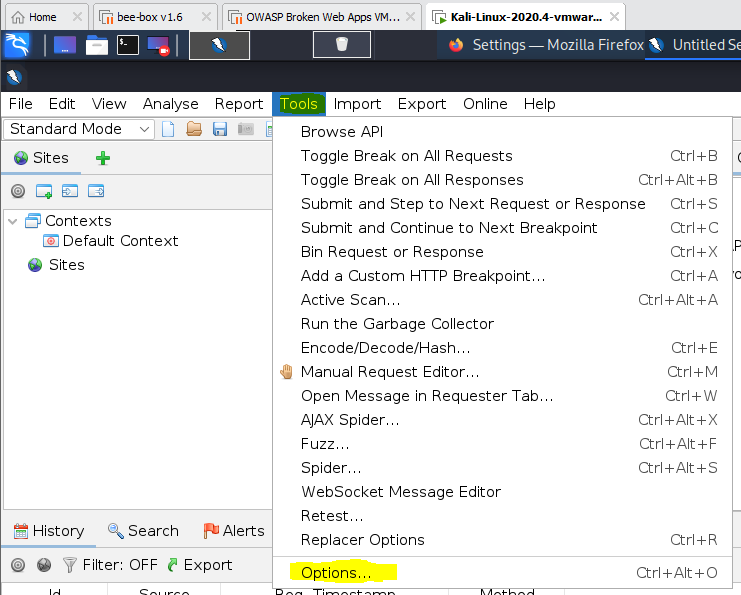 Home bee-box v1.6 OWASP Broken Web Apps VM... Kali-Linux-2020.4-vmwar...
Settings — Mozilla Firefox Untitled Se
File Edit View Analyse Report Tools Import Export Online Help
Standard Mode
Browse API
Sites
Toggle Break on All Requests Ctrl+B
Toggle Break on All Responses Ctrl+Alt+B
Submit and Step to Next Request or Response Ctrl+S
Contexts
Submit and Continue to Next Breakpoint Ctrl+C
Default Context
Bin Request or Response Ctrl+X
Sites
Add a Custom HTTP Breakpoint... Ctrl+A
Active Scan... Ctrl+Alt+A
Run the Garbage Collector
Encode/Decode/Hash... Ctrl+E
Manual Request Editor... Ctrl+M
Open Message in Requester Tab... Ctrl+W
AJAX Spider... Ctrl+Alt+X
Fuzz... Ctrl+Alt+F
Spider... Ctrl+Alt+S
WebSocket Message Editor
Retest...
History Search Alerts
Replacer Options Ctrl+R
Filter: OFF Export
Options... Ctrl+Alt+O
Id Source Req. Timestamp Method